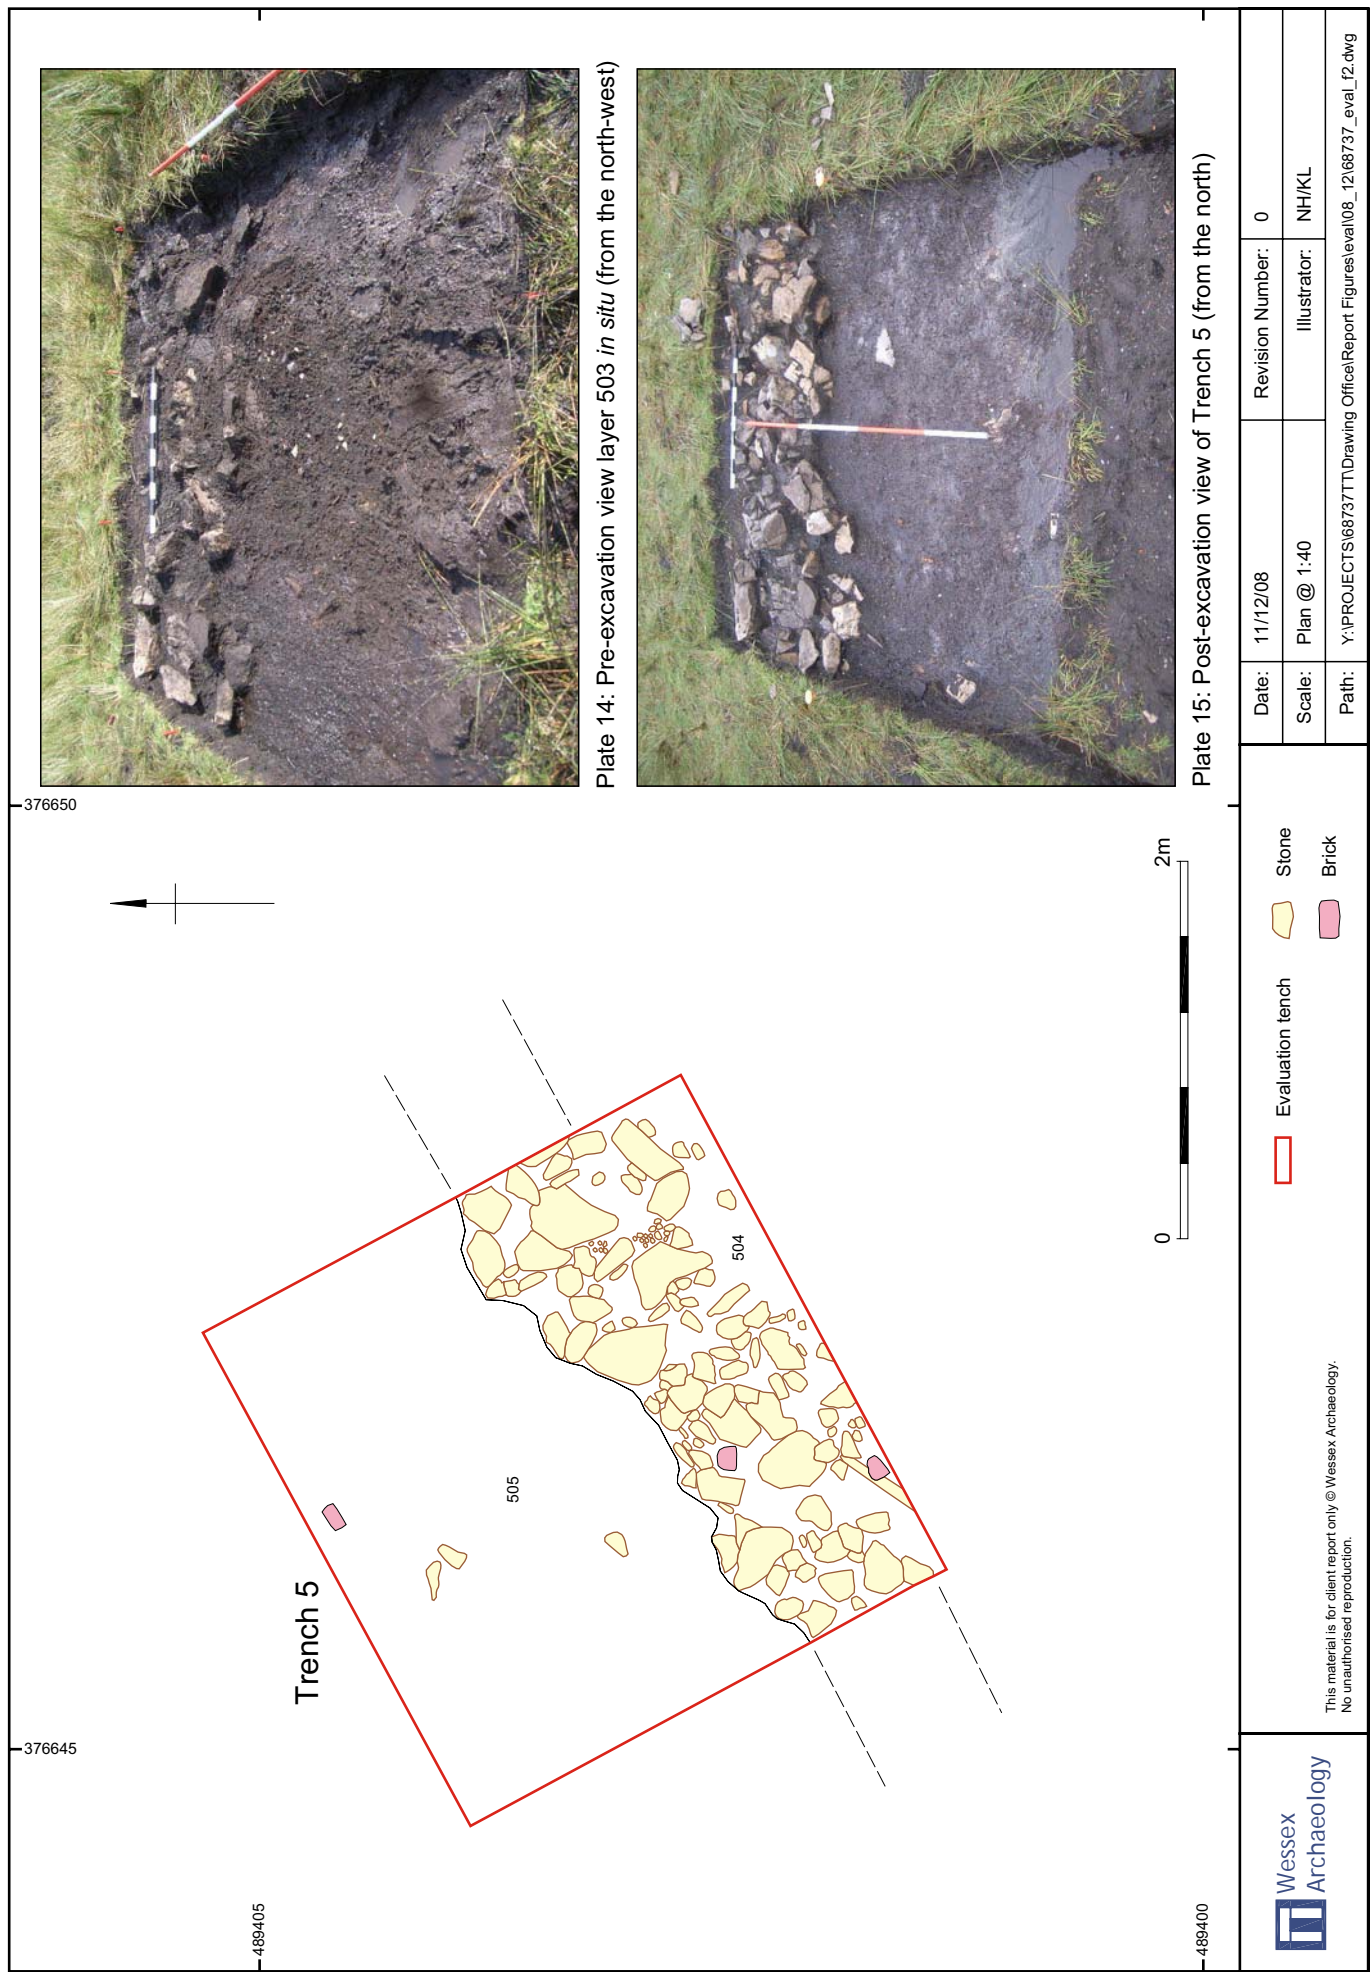 376645
376650
489405
489400
Trench 5
505
504
0
2m
Plate 14: Pre-excavation view layer 503 in situ (from the north-west)
Plate 15: Post-excavation view of Trench 5 (from the north)
Wessex
Archaeology
Evaluation tench
Stone
Brick
This material is for client report only © Wessex Archaeology.
No unauthorised reproduction.
Date: 11/12/08 Revision Number: 0
Scale: Plan @ 1:40 Illustrator: NH/KL
Path: Y:\PROJECTS\68737TT\Drawing Office\Report Figures\eval\08_12\68737_eval_f2.dwg